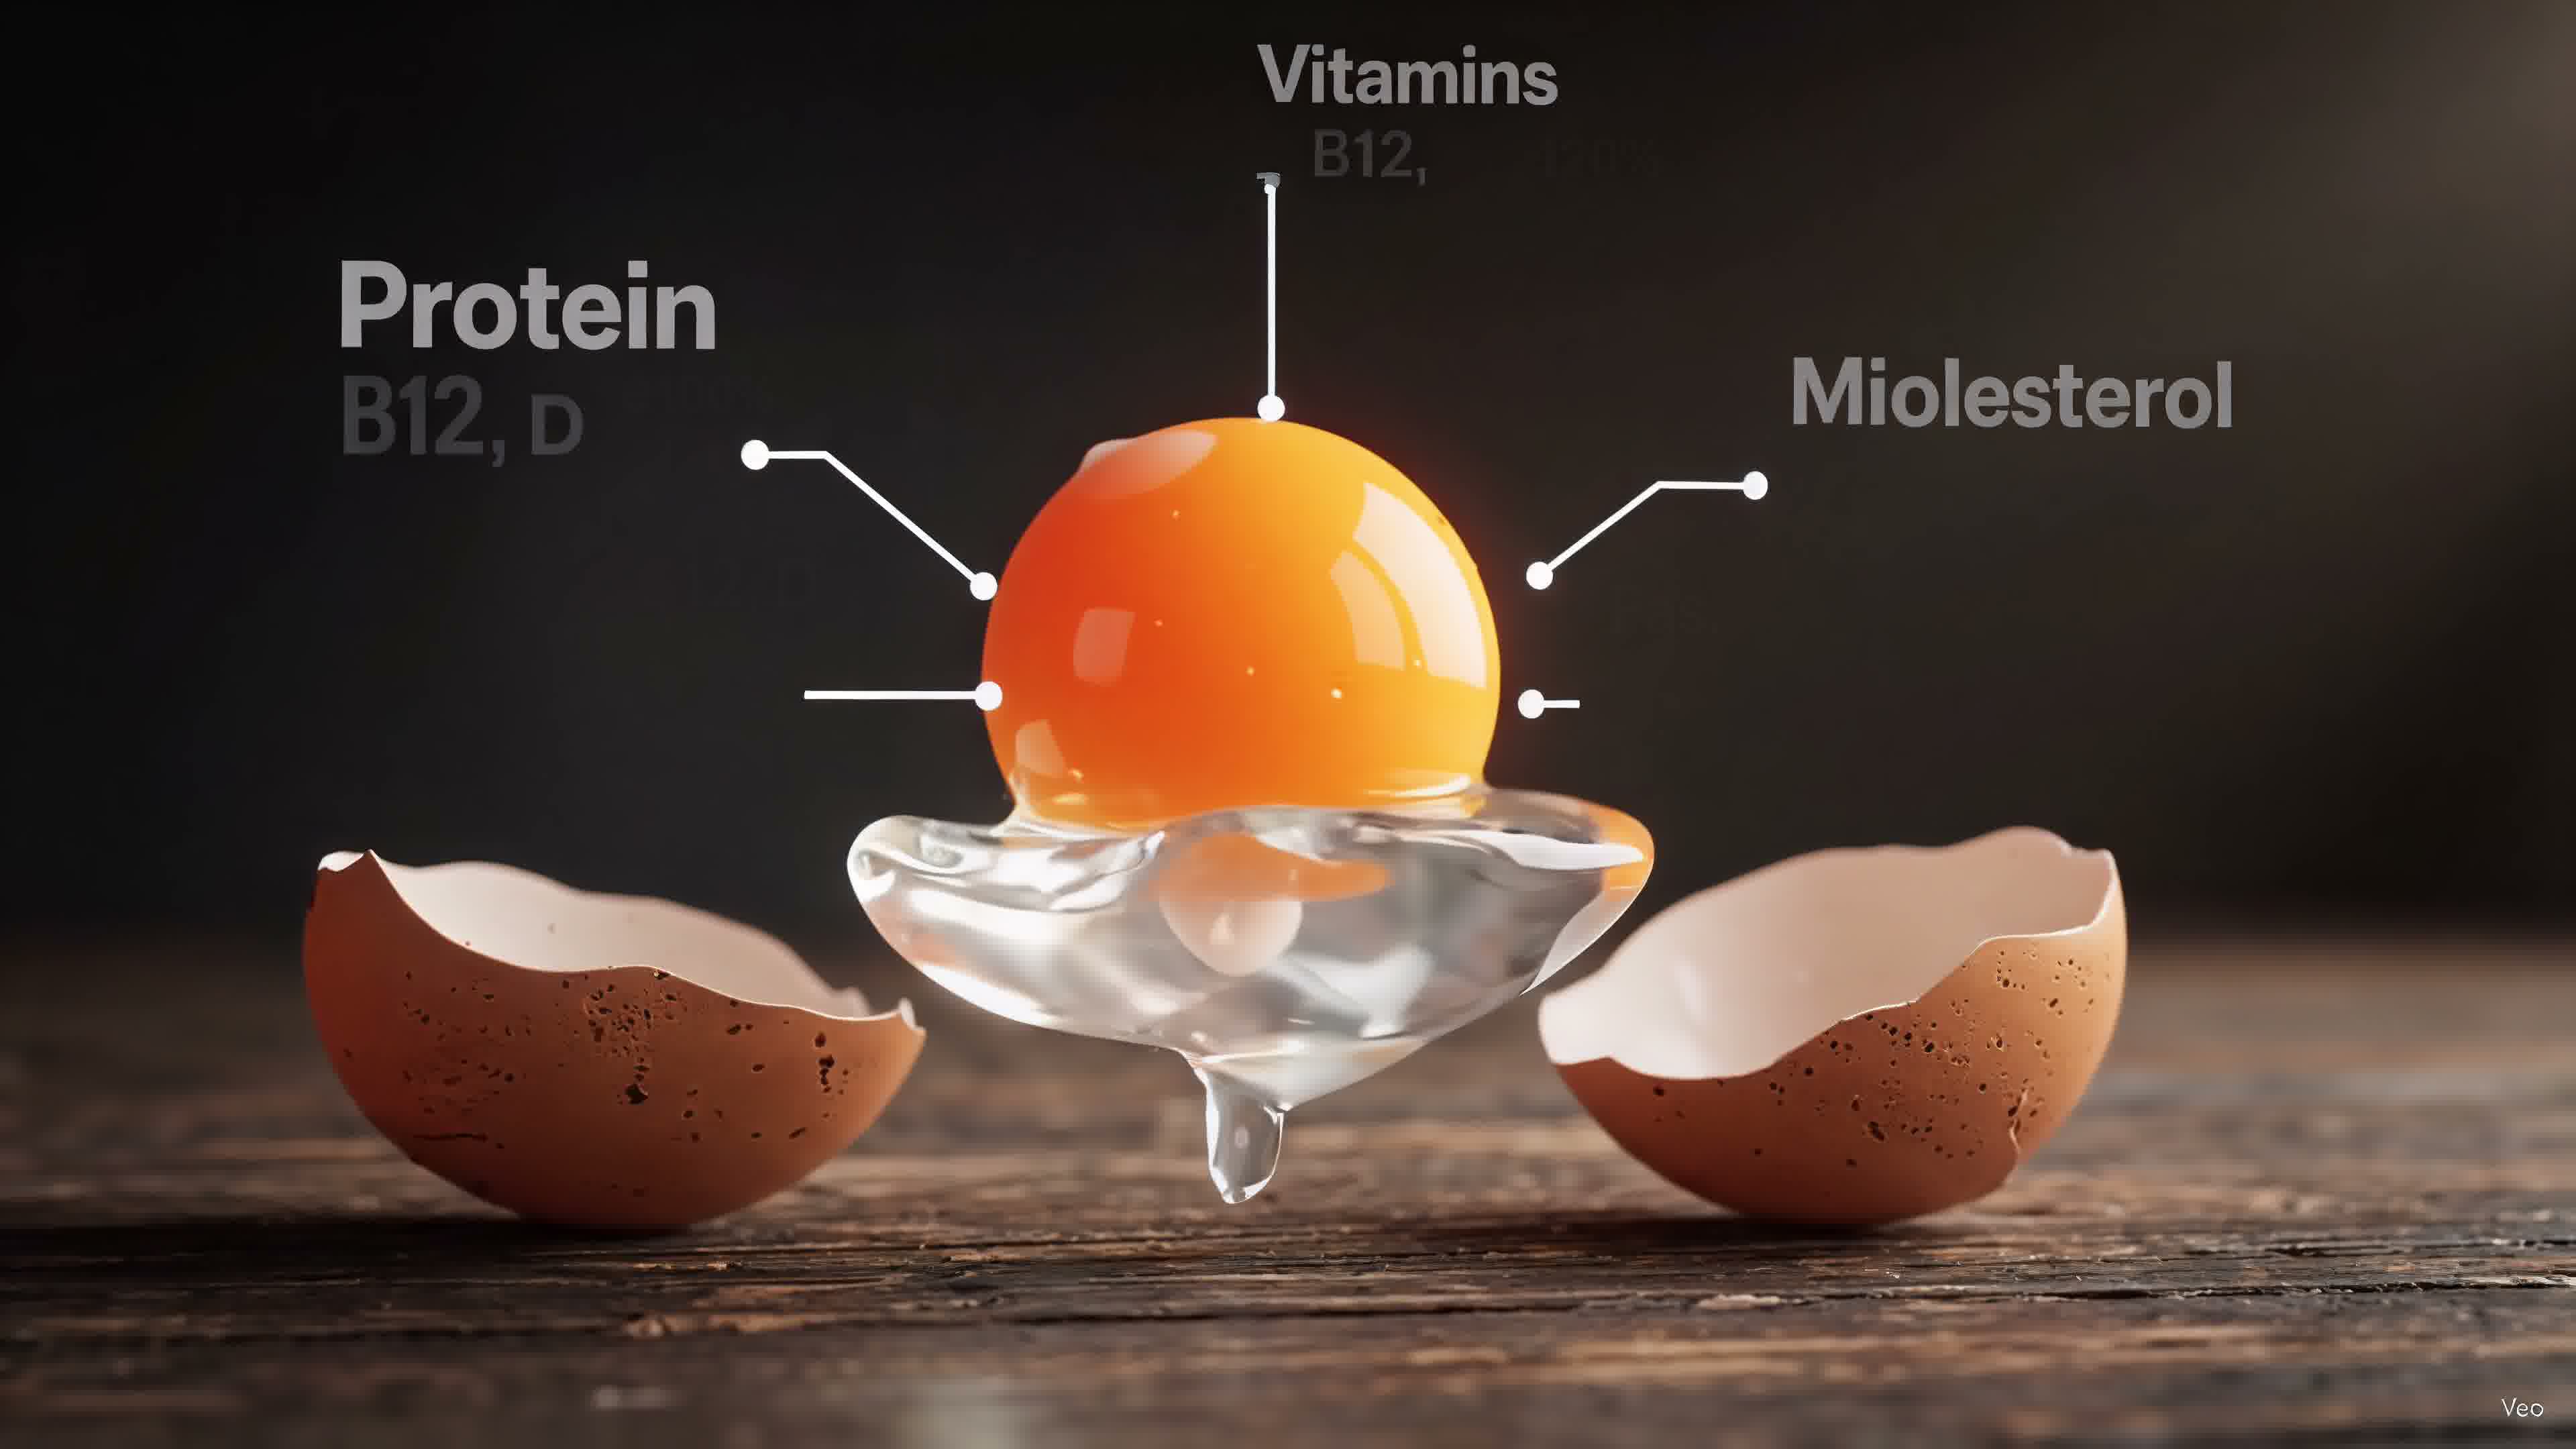 Vitamins
B12,
Protein
B12, D
Miolesterol
Veo